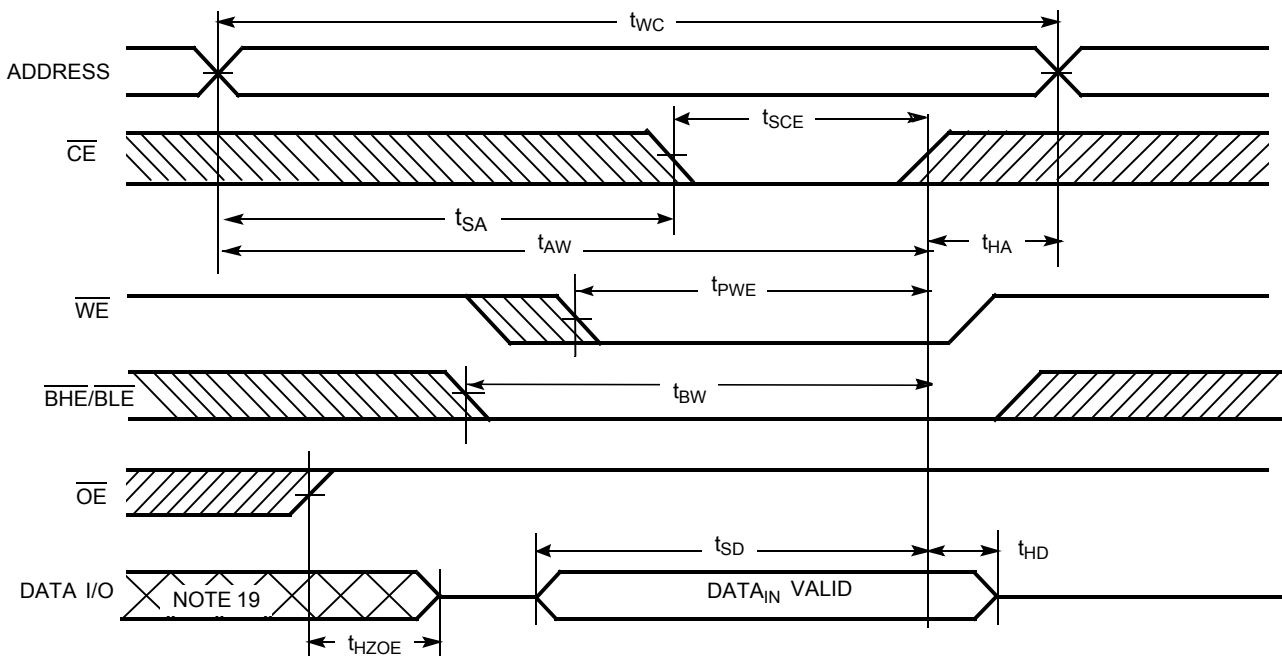 tWC
ADDRESS
tSCE
CE
tSA
tAW
tHA
tPWE
WE
tBW
BHE/BLE
OE
tSD
tHD
DATA I/O
NOTE 19
DATAIN VALID
tHZOE